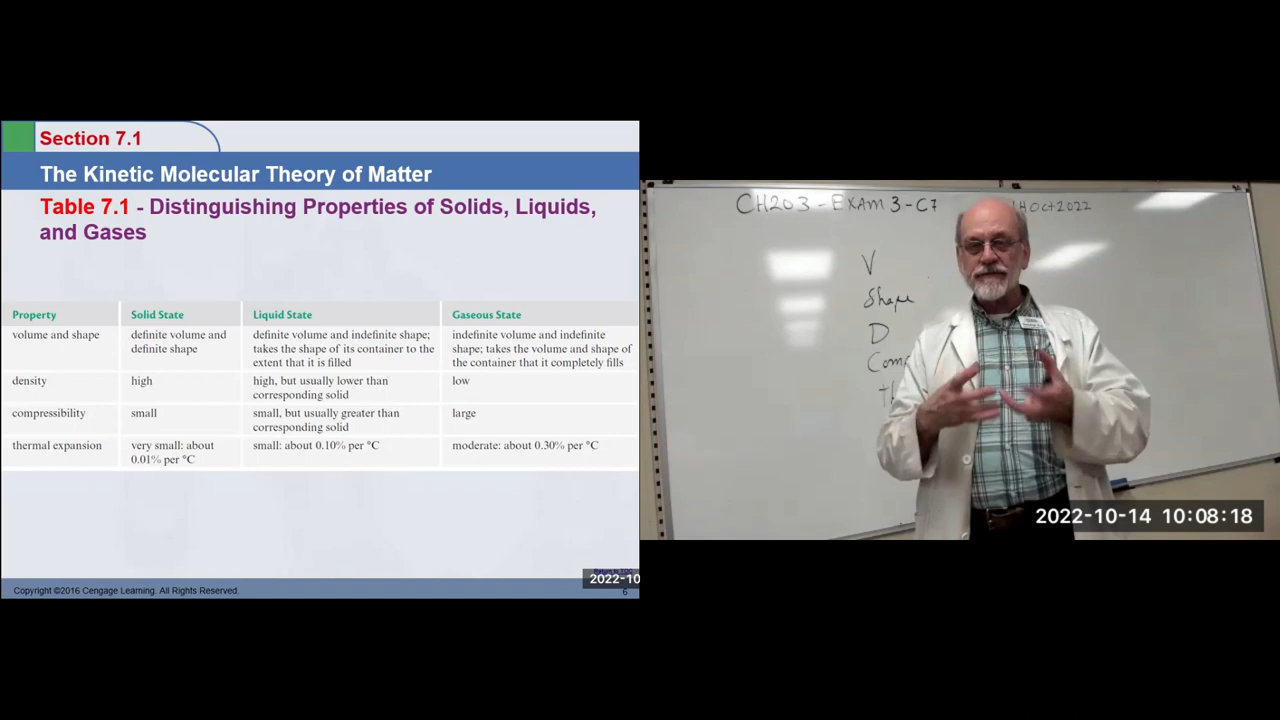 Section 7.1
The Kinetic Molecular Theory of Matter
Table 7.1 - Distinguishing Properties of Solids, Liquids,
and Gases
Property Solid State Liquid State Gaseous State
volume and shape
definite volume and
definite shape
definite volume and indefinite shape;
takes the shape of its container to the
extent that it is filled
indefinite volume and indefinite
shape; takes the volume and shape of
the container that it completely fills
density
high
high, but usually lower than
corresponding solid
low
compressibility
small
small, but usually greater than
corresponding solid
large
thermal expansion
very small: about
0.01% per °C
small: about 0.10% per °C
moderate: about 0.30% per °C
2022-10
Copyright ©2016 Cengage Learning. All Rights Reserved.
6
CH203-EXAM 3-C7
14Oct2022
V
Shape
D
Com
Th
2022-10-14 10:08:18